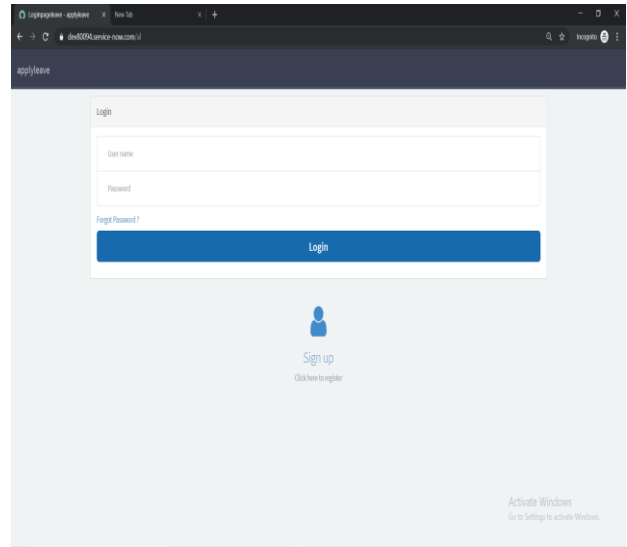 Loginpageleave - applyleave
New Tab
dev80094.service-now.com/al
Incognito
applyleave
Login
User name
Password
Forgot Password ?
Login
Sign up
Click here to register
Activate Windows
Go to Settings to activate Windows.